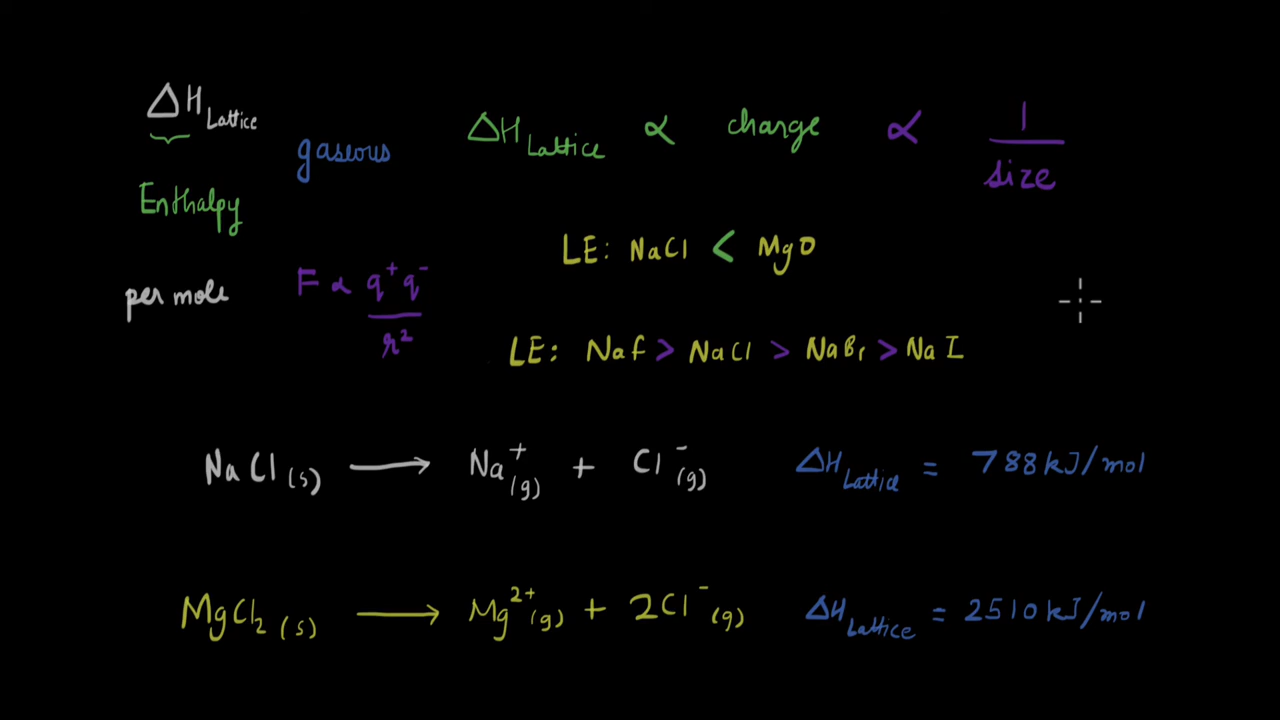 ΔH Lattice
Enthalpy
per mole
gaseous
F ∝ q⁺q⁻ / r²
ΔH Lattice ∝ charge ∝ 1 / size
LE: NaCl < MgO
LE: NaF > NaCl > NaBr > NaI
NaCl (s) ⟶ Na⁺ (g) + Cl⁻ (g) ΔH Lattice = 788 kJ/mol
MgCl₂ (s) ⟶ Mg²⁺ (g) + 2Cl⁻ (g) ΔH Lattice = 2510 kJ/mol